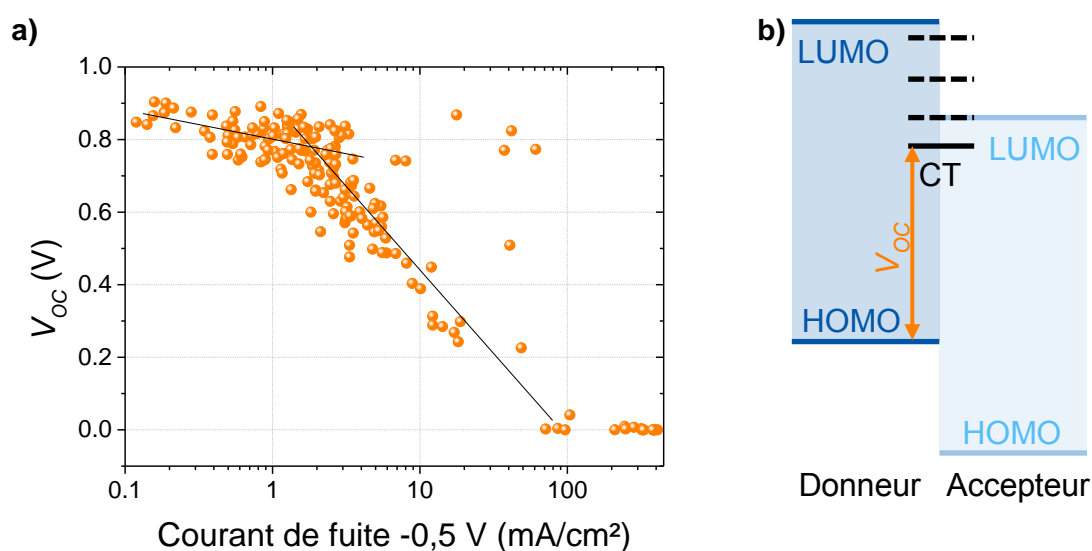 a)
1.0
0.8
0.6
0.4
0.2
0.0
V_OC (V)
0.1 1 10 100
Courant de fuite -0,5 V (mA/cm²)
b)
LUMO
LUMO
CT
V_OC
HOMO
HOMO
Donneur Accepteur